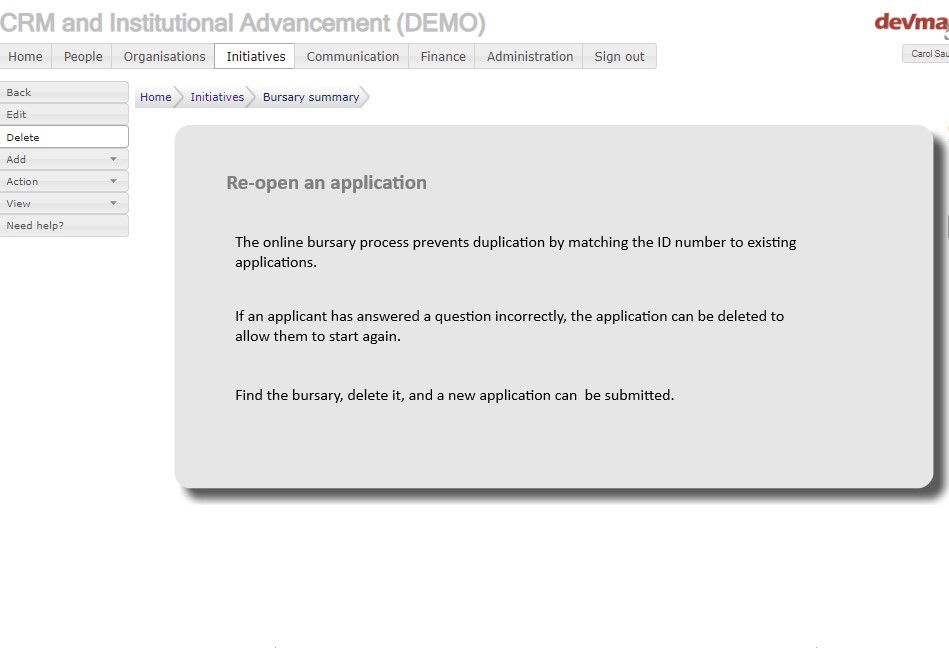 CRM and Institutional Advancement (DEMO)
Home People Organisations Initiatives Communication Finance Administration Sign out
Back
Edit
Delete
Add
Action
View
Need help?
Home Initiatives Bursary summary
Re-open an application
The online bursary process prevents duplication by matching the ID number to existing
applications.
If an applicant has answered a question incorrectly, the application can be deleted to
allow them to start again.
Find the bursary, delete it, and a new application can be submitted.